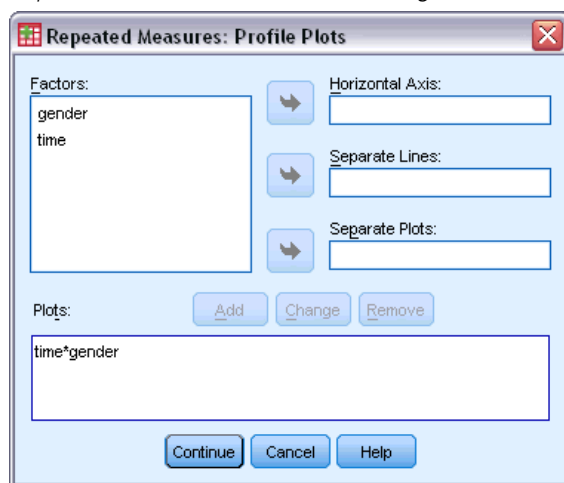 Repeated Measures: Profile Plots
Factors:
gender
time
Horizontal Axis:
Separate Lines:
Separate Plots:
Plots:
Add Change Remove
time*gender
Continue Cancel Help